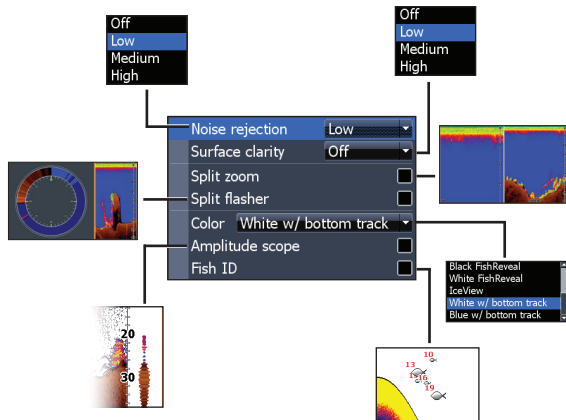 Off
Low
Medium
High
Off
Low
Medium
High
Noise rejection Low
Surface clarity Off
Split zoom
Split flasher
Color White w/ bottom track
Amplitude scope
Fish ID
Black FishReveal
White FishReveal
IceView
White w/ bottom track
Blue w/ bottom track
20
30
10
13
16
19